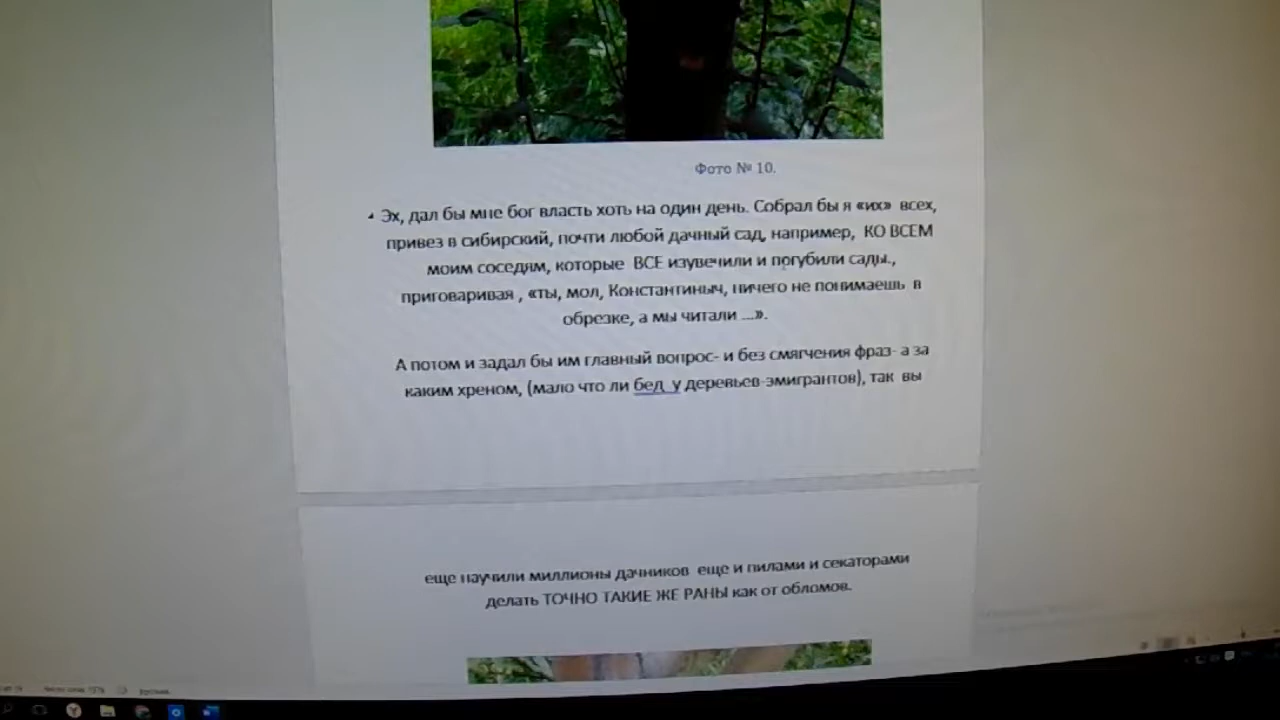 Фото № 10.
Эх, дал бы мне бог власть хоть на один день. Собрал бы я «их» всех,
привез в сибирский, почти любой дачный сад, например, КО ВСЕМ
моим соседям, которые ВСЕ изувечили и погубили сады.,
приговаривая , «ты, мол, Константиныч, ничего не понимаешь в
обрезке, а мы читали ...».
А потом и задал бы им главный вопрос- и без смягчения фраз- а за
каким хреном, (мало что ли бед у деревьев-эмигрантов), так вы
еще научили миллионы дачников еще и пилами и секаторами
делать ТОЧНО ТАКИЕ ЖЕ РАНЫ как от обломов.